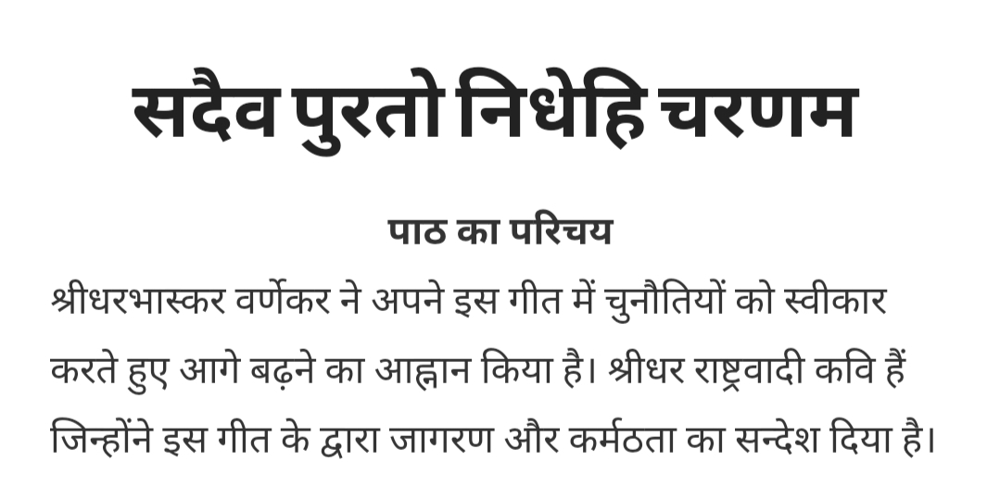 सदैव पुरतो निधेहि चरणम
पाठ का परिचय
श्रीधरभास्कर वर्णेकर ने अपने इस गीत में चुनौतियों को स्वीकार
करते हुए आगे बढ़ने का आह्नान किया है। श्रीधर राष्ट्रवादी कवि हैं
जिन्होंने इस गीत के द्वारा जागरण और कर्मठता का सन्देश दिया है।